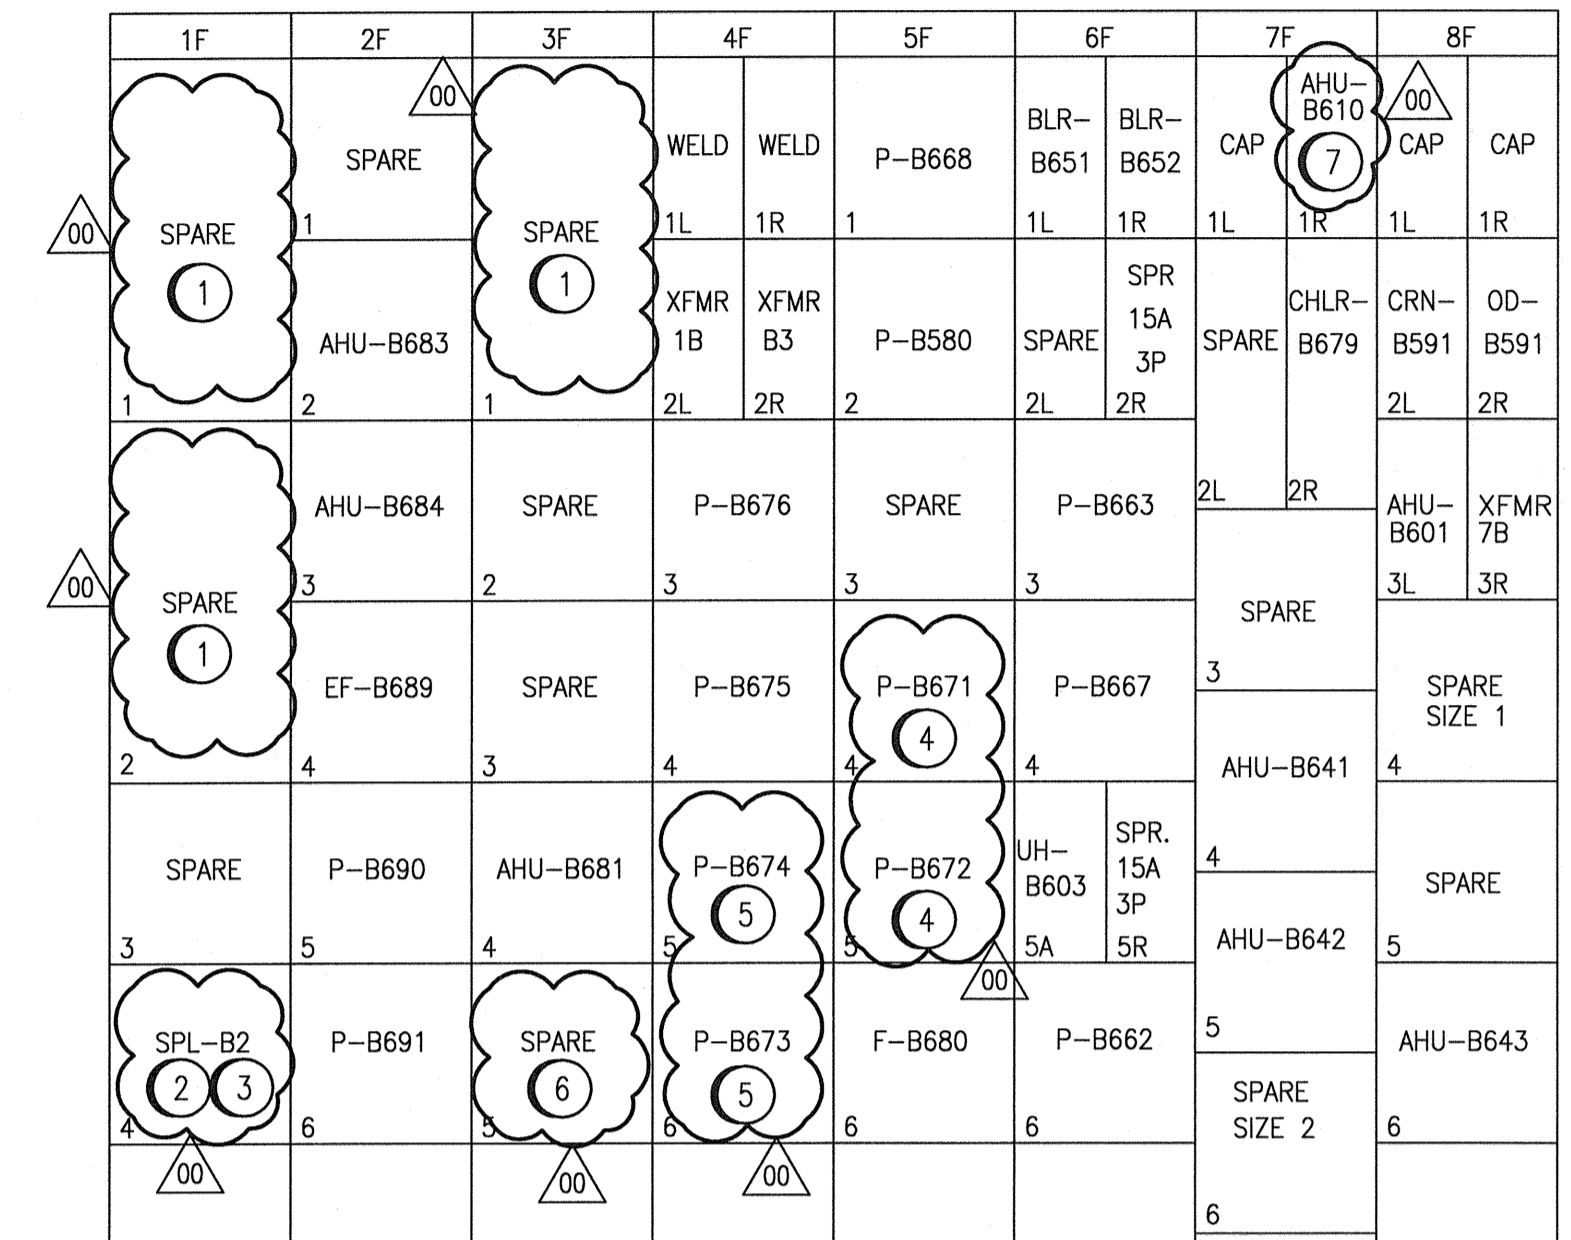 1F 2F 3F 4F 5F 6F 7F 8F
SPARE
1
1
SPARE
1
2
SPARE
3
SPL-B2
2 3
4
SPARE
1
AHU-B683
2
AHU-B684
3
EF-B689
4
P-B690
5
P-B691
6
SPARE
1
1
SPARE
2
SPARE
3
AHU-B681
4
SPARE
6
5
WELD
1L
WELD
1R
XFMR
1B
2L
XFMR
B3
2R
P-B676
3
P-B675
4
P-B674
5
5
P-B673
5
6
P-B668
1
P-B580
2
SPARE
3
P-B671
4
4
P-B672
4
5
F-B680
6
BLR-
B651
1L
BLR-
B652
1R
SPARE
2L
SPR
15A
3P
2R
P-B663
3
P-B667
4
UH-
B603
5A
SPR.
15A
3P
5R
P-B662
6
CAP
1L
AHU-
B610
7
1R
SPARE
2L
CHLR-
B679
2R
SPARE
3
AHU-B641
4
AHU-B642
5
SPARE
SIZE 2
6
CAP
1L
CAP
1R
CRN-
B591
2L
OD-
B591
2R
AHU-
B601
3L
XFMR
7B
3R
SPARE
SIZE 1
4
SPARE
5
AHU-B643
6
00
00
00
00
00
00
00
00